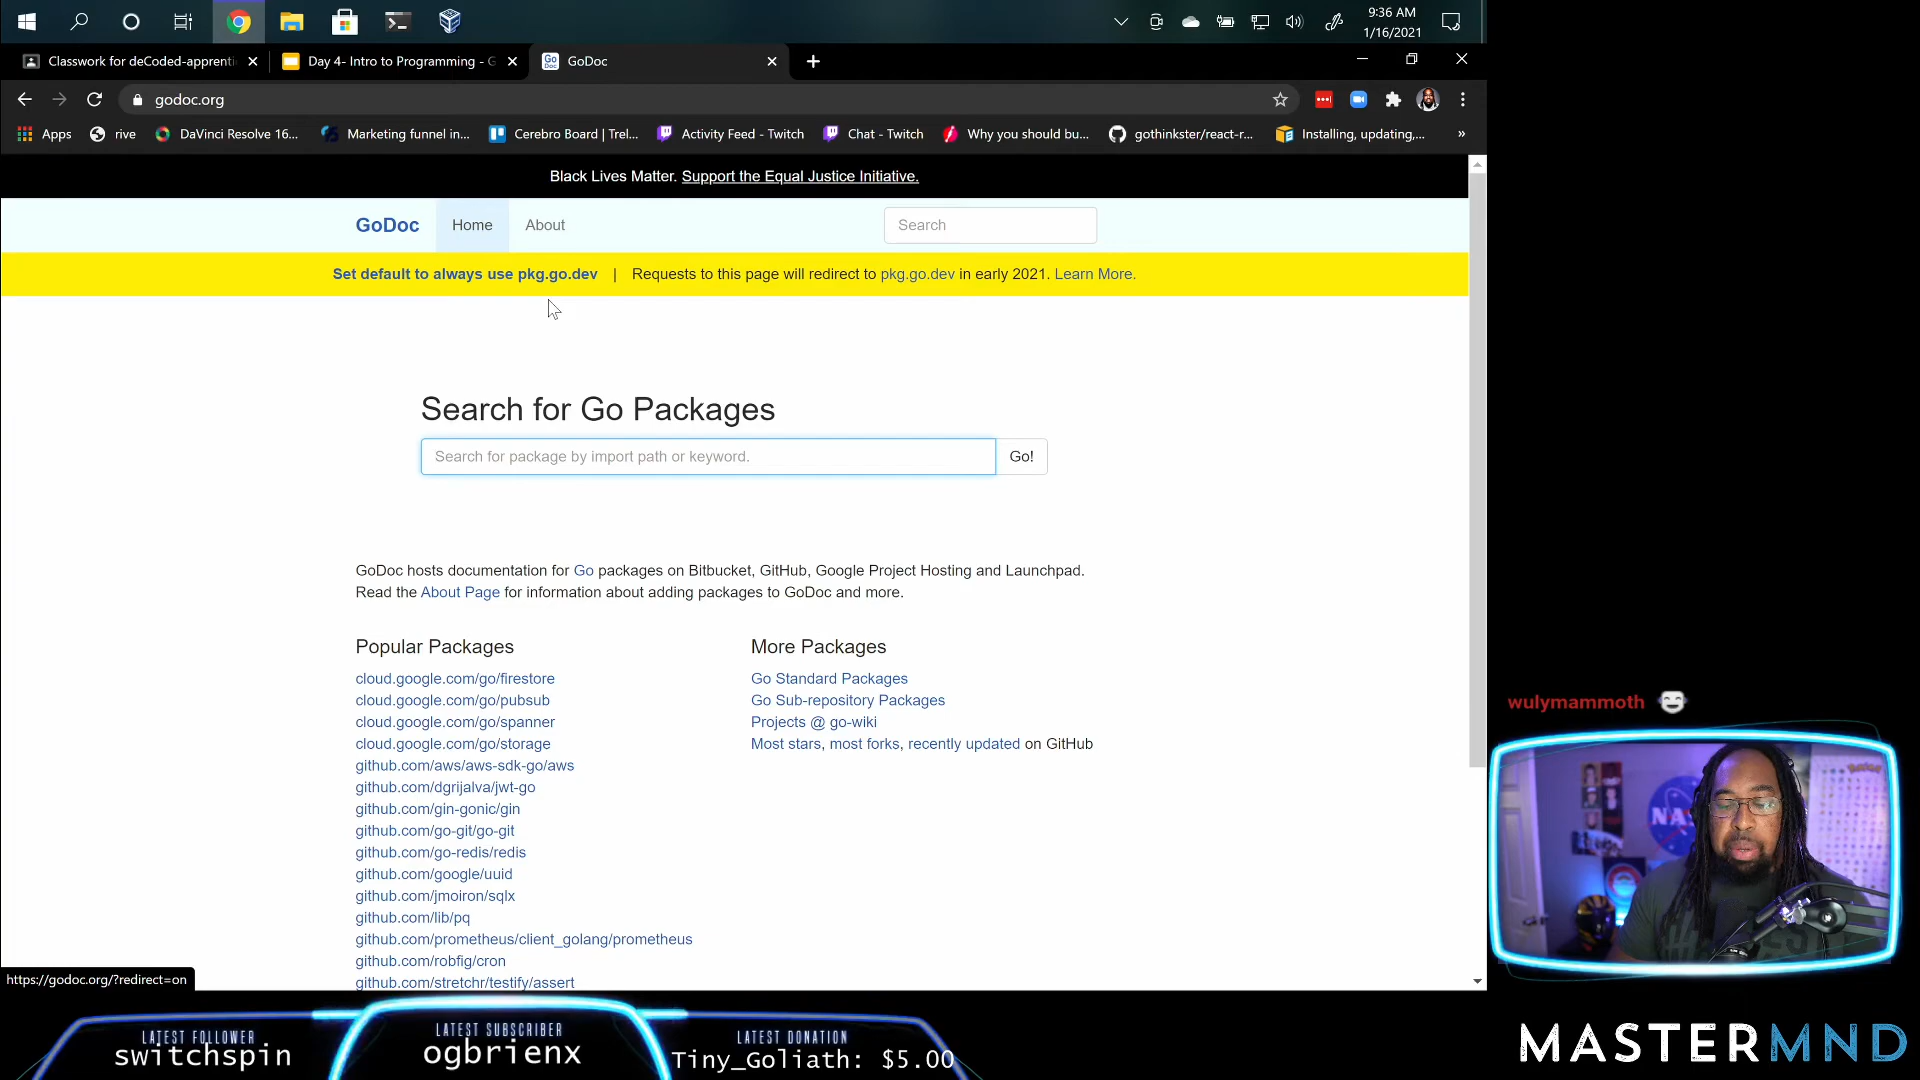 9:36 AM
1/16/2021
Classwork for deCoded-apprenti
Day 4- Intro to Programming - G
GoDoc
godoc.org
Apps
rive
DaVinci Resolve 16...
Marketing funnel in...
Cerebro Board | Trel...
Activity Feed - Twitch
Chat - Twitch
Why you should bu...
gothinkster/react-r...
Installing, updating,...
»
Black Lives Matter. Support the Equal Justice Initiative.
GoDoc
Home
About
Search
Set default to always use pkg.go.dev | Requests to this page will redirect to pkg.go.dev in early 2021. Learn More.
Search for Go Packages
Search for package by import path or keyword.
Go!
GoDoc hosts documentation for Go packages on Bitbucket, GitHub, Google Project Hosting and Launchpad.
Read the About Page for information about adding packages to GoDoc and more.
Popular Packages
cloud.google.com/go/firestore
cloud.google.com/go/pubsub
cloud.google.com/go/spanner
cloud.google.com/go/storage
github.com/aws/aws-sdk-go/aws
github.com/dgrijalva/jwt-go
github.com/gin-gonic/gin
github.com/go-git/go-git
github.com/go-redis/redis
github.com/google/uuid
github.com/jmoiron/sqlx
github.com/lib/pq
github.com/prometheus/client_golang/prometheus
github.com/robfig/cron
github.com/stretchr/testify/assert
More Packages
Go Standard Packages
Go Sub-repository Packages
Projects @ go-wiki
Most stars, most forks, recently updated on GitHub
https://godoc.org/?redirect=on
wulymammoth
NAS
LATEST FOLLOWER
switchspin
LATEST SUBSCRIBER
ogbrienx
LATEST DONATION
Tiny_Goliath: $5.00
MASTERMND